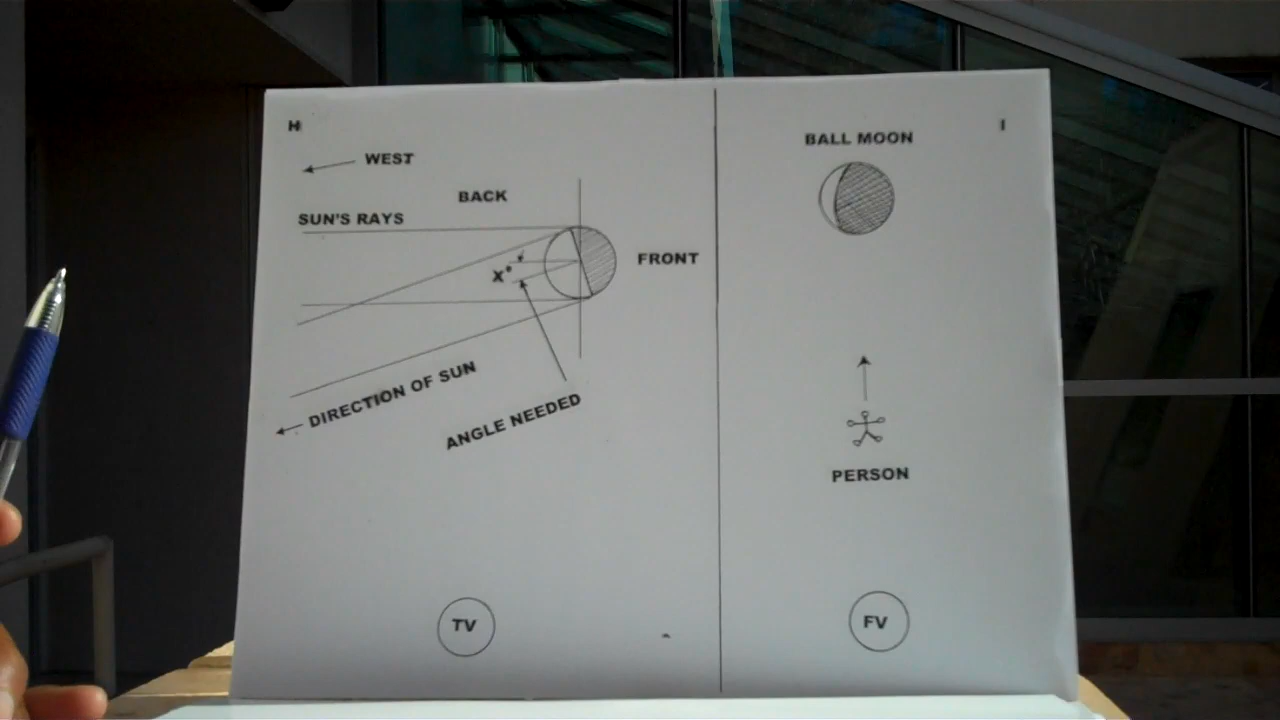 H
WEST
BACK
SUN'S RAYS
FRONT
X°
DIRECTION OF SUN
ANGLE NEEDED
TV
I
BALL MOON
PERSON
FV